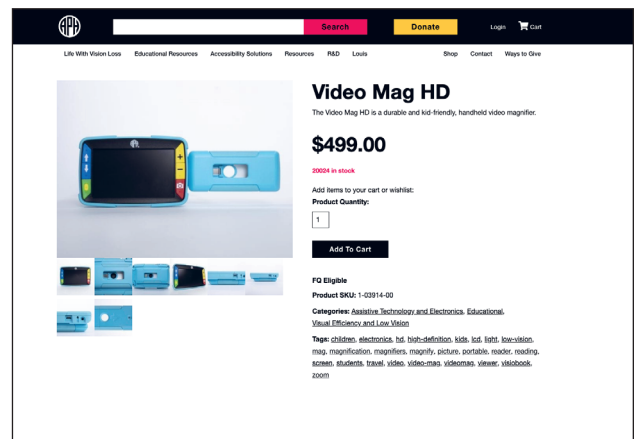 APH
Search
Donate
Login
Cart
Life With Vision Loss
Educational Resources
Accessibility Solutions
Resources
R&D
Louis
Shop
Contact
Ways to Give
Video Mag HD
The Video Mag HD is a durable and kid-friendly, handheld video magnifier.
$499.00
20024 in stock
Add items to your cart or wishlist:
Product Quantity:
1
Add To Cart
FQ Eligible
Product SKU: 1-03914-00
Categories: Assistive Technology and Electronics, Educational,
Visual Efficiency and Low Vision
Tags: children, electronics, hd, high-definition, kids, lcd, light, low-vision,
mag, magnification, magnifiers, magnify, picture, portable, reader, reading,
screen, students, travel, video, video-mag, videomag, viewer, visiobook,
zoom